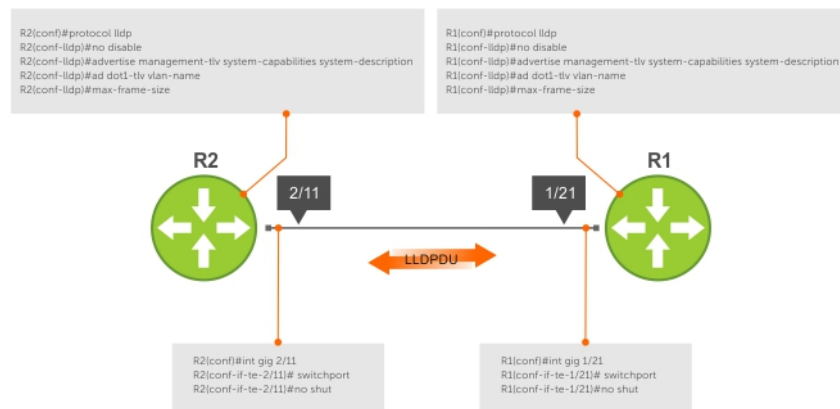 R2(conf)#protocol lldp
R2(conf-lldp)#no disable
R2(conf-lldp)#advertise management-tlv system-capabilities system-description
R2(conf-lldp)#ad dot1-tlv vlan-name
R2(conf-lldp)#max-frame-size
R1(conf)#protocol lldp
R1(conf-lldp)#no disable
R1(conf-lldp)#advertise management-tlv system-capabilities system-description
R1(conf-lldp)#ad dot1-tlv vlan-name
R1(conf-lldp)#max-frame-size
R2
R1
2/11
1/21
LLDPDU
R2(conf)#int gig 2/11
R2(conf-if-te-2/11)# switchport
R2(conf-if-te-2/11)#no shut
R1(conf)#int gig 1/21
R1(conf-if-te-1/21)# switchport
R1(conf-if-te-1/21)#no shut